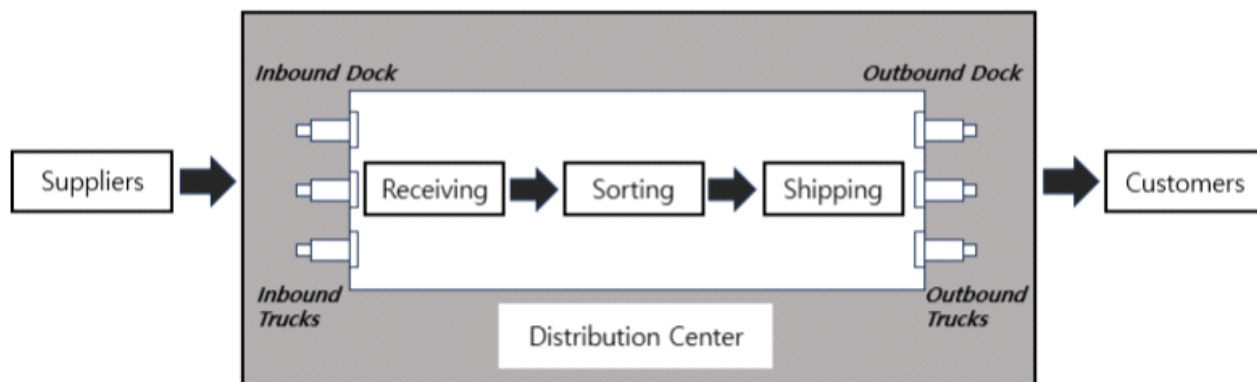 Inbound Dock
Outbound Dock
Suppliers
Receiving
Sorting
Shipping
Customers
Inbound
Trucks
Outbound
Trucks
Distribution Center